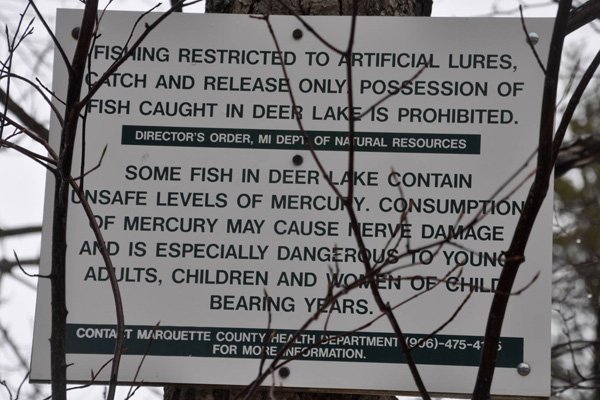 FISHING RESTRICTED TO ARTIFICIAL LURES,
CATCH AND RELEASE ONLY. POSSESSION OF
FISH CAUGHT IN DEER LAKE IS PROHIBITED.
DIRECTOR'S ORDER, MI DEPT. OF NATURAL RESOURCES
SOME FISH IN DEER LAKE CONTAIN
UNSAFE LEVELS OF MERCURY. CONSUMPTION
OF MERCURY MAY CAUSE NERVE DAMAGE
AND IS ESPECIALLY DANGEROUS TO YOUNG
ADULTS, CHILDREN AND WOMEN OF CHILD
BEARING YEARS.
CONTACT MARQUETTE COUNTY HEALTH DEPARTMENT
FOR MORE INFORMATION.